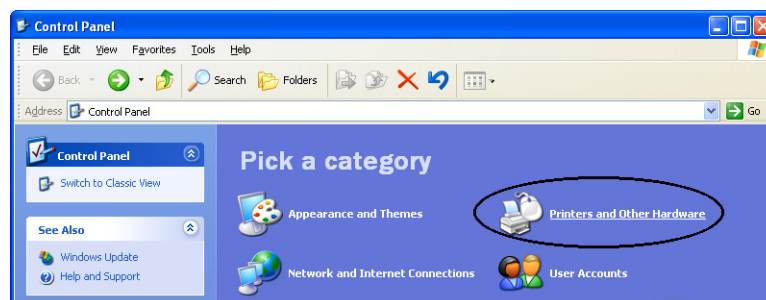 Control Panel
File Edit View Favorites Tools Help
Back Search Folders
Address Control Panel Go
Control Panel
Switch to Classic View
See Also
Windows Update
Help and Support
Pick a category
Appearance and Themes Printers and Other Hardware
Network and Internet Connections User Accounts